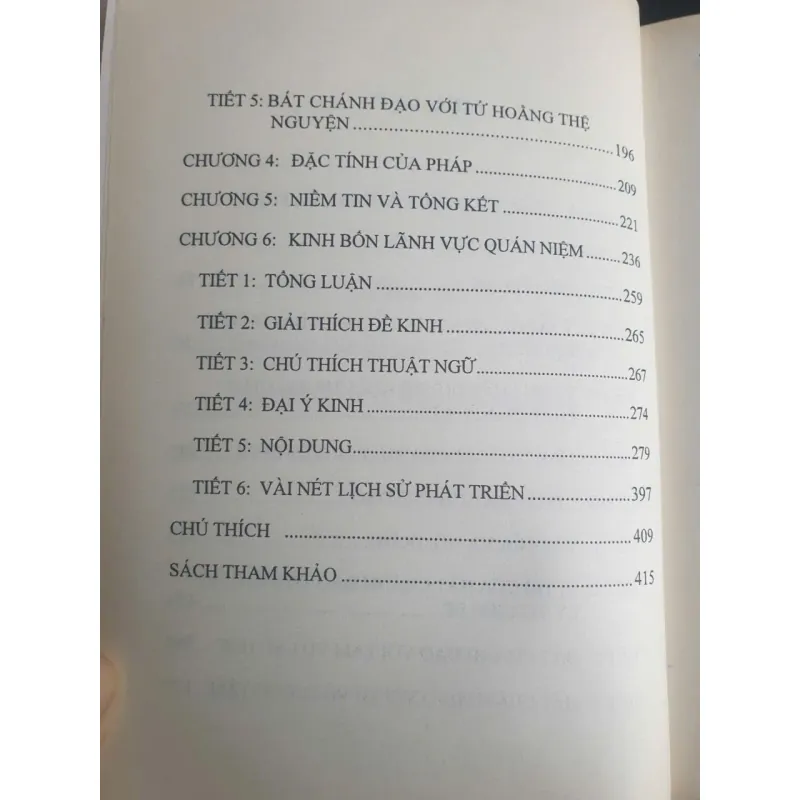 TIẾT 5: BÁT CHÁNH ĐẠO VỚI TỨ HOẰNG THỆ
NGUYỆN ........ 196
CHƯƠNG 4: ĐẶC TÍNH CỦA PHÁP ........ 209
CHƯƠNG 5: NIỀM TIN VÀ TỔNG KẾT ........ 221
CHƯƠNG 6: KINH BỐN LÃNH VỰC QUÁN NIỆM ........ 236
TIẾT 1: TỔNG LUẬN ........ 259
TIẾT 2: GIẢI THÍCH ĐỀ KINH ........ 265
TIẾT 3: CHÚ THÍCH THUẬT NGỮ ........ 267
TIẾT 4: ĐẠI Ý KINH ........ 274
TIẾT 5: NỘI DUNG ........ 279
TIẾT 6: VÀI NÉT LỊCH SỬ PHÁT TRIỂN ........ 397
CHÚ THÍCH ........ 409
SÁCH THAM KHẢO ........ 415